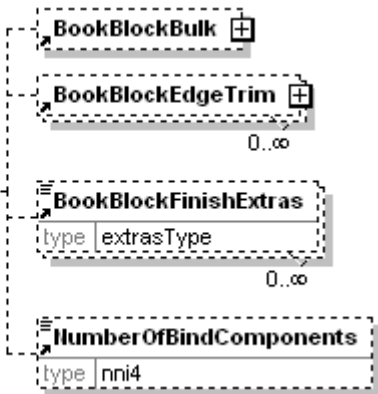 BookBlockBulk
BookBlockEdgeTrim
0..∞
BookBlockFinishExtras
type extrasType
0..∞
NumberOfBindComponents
type nni4